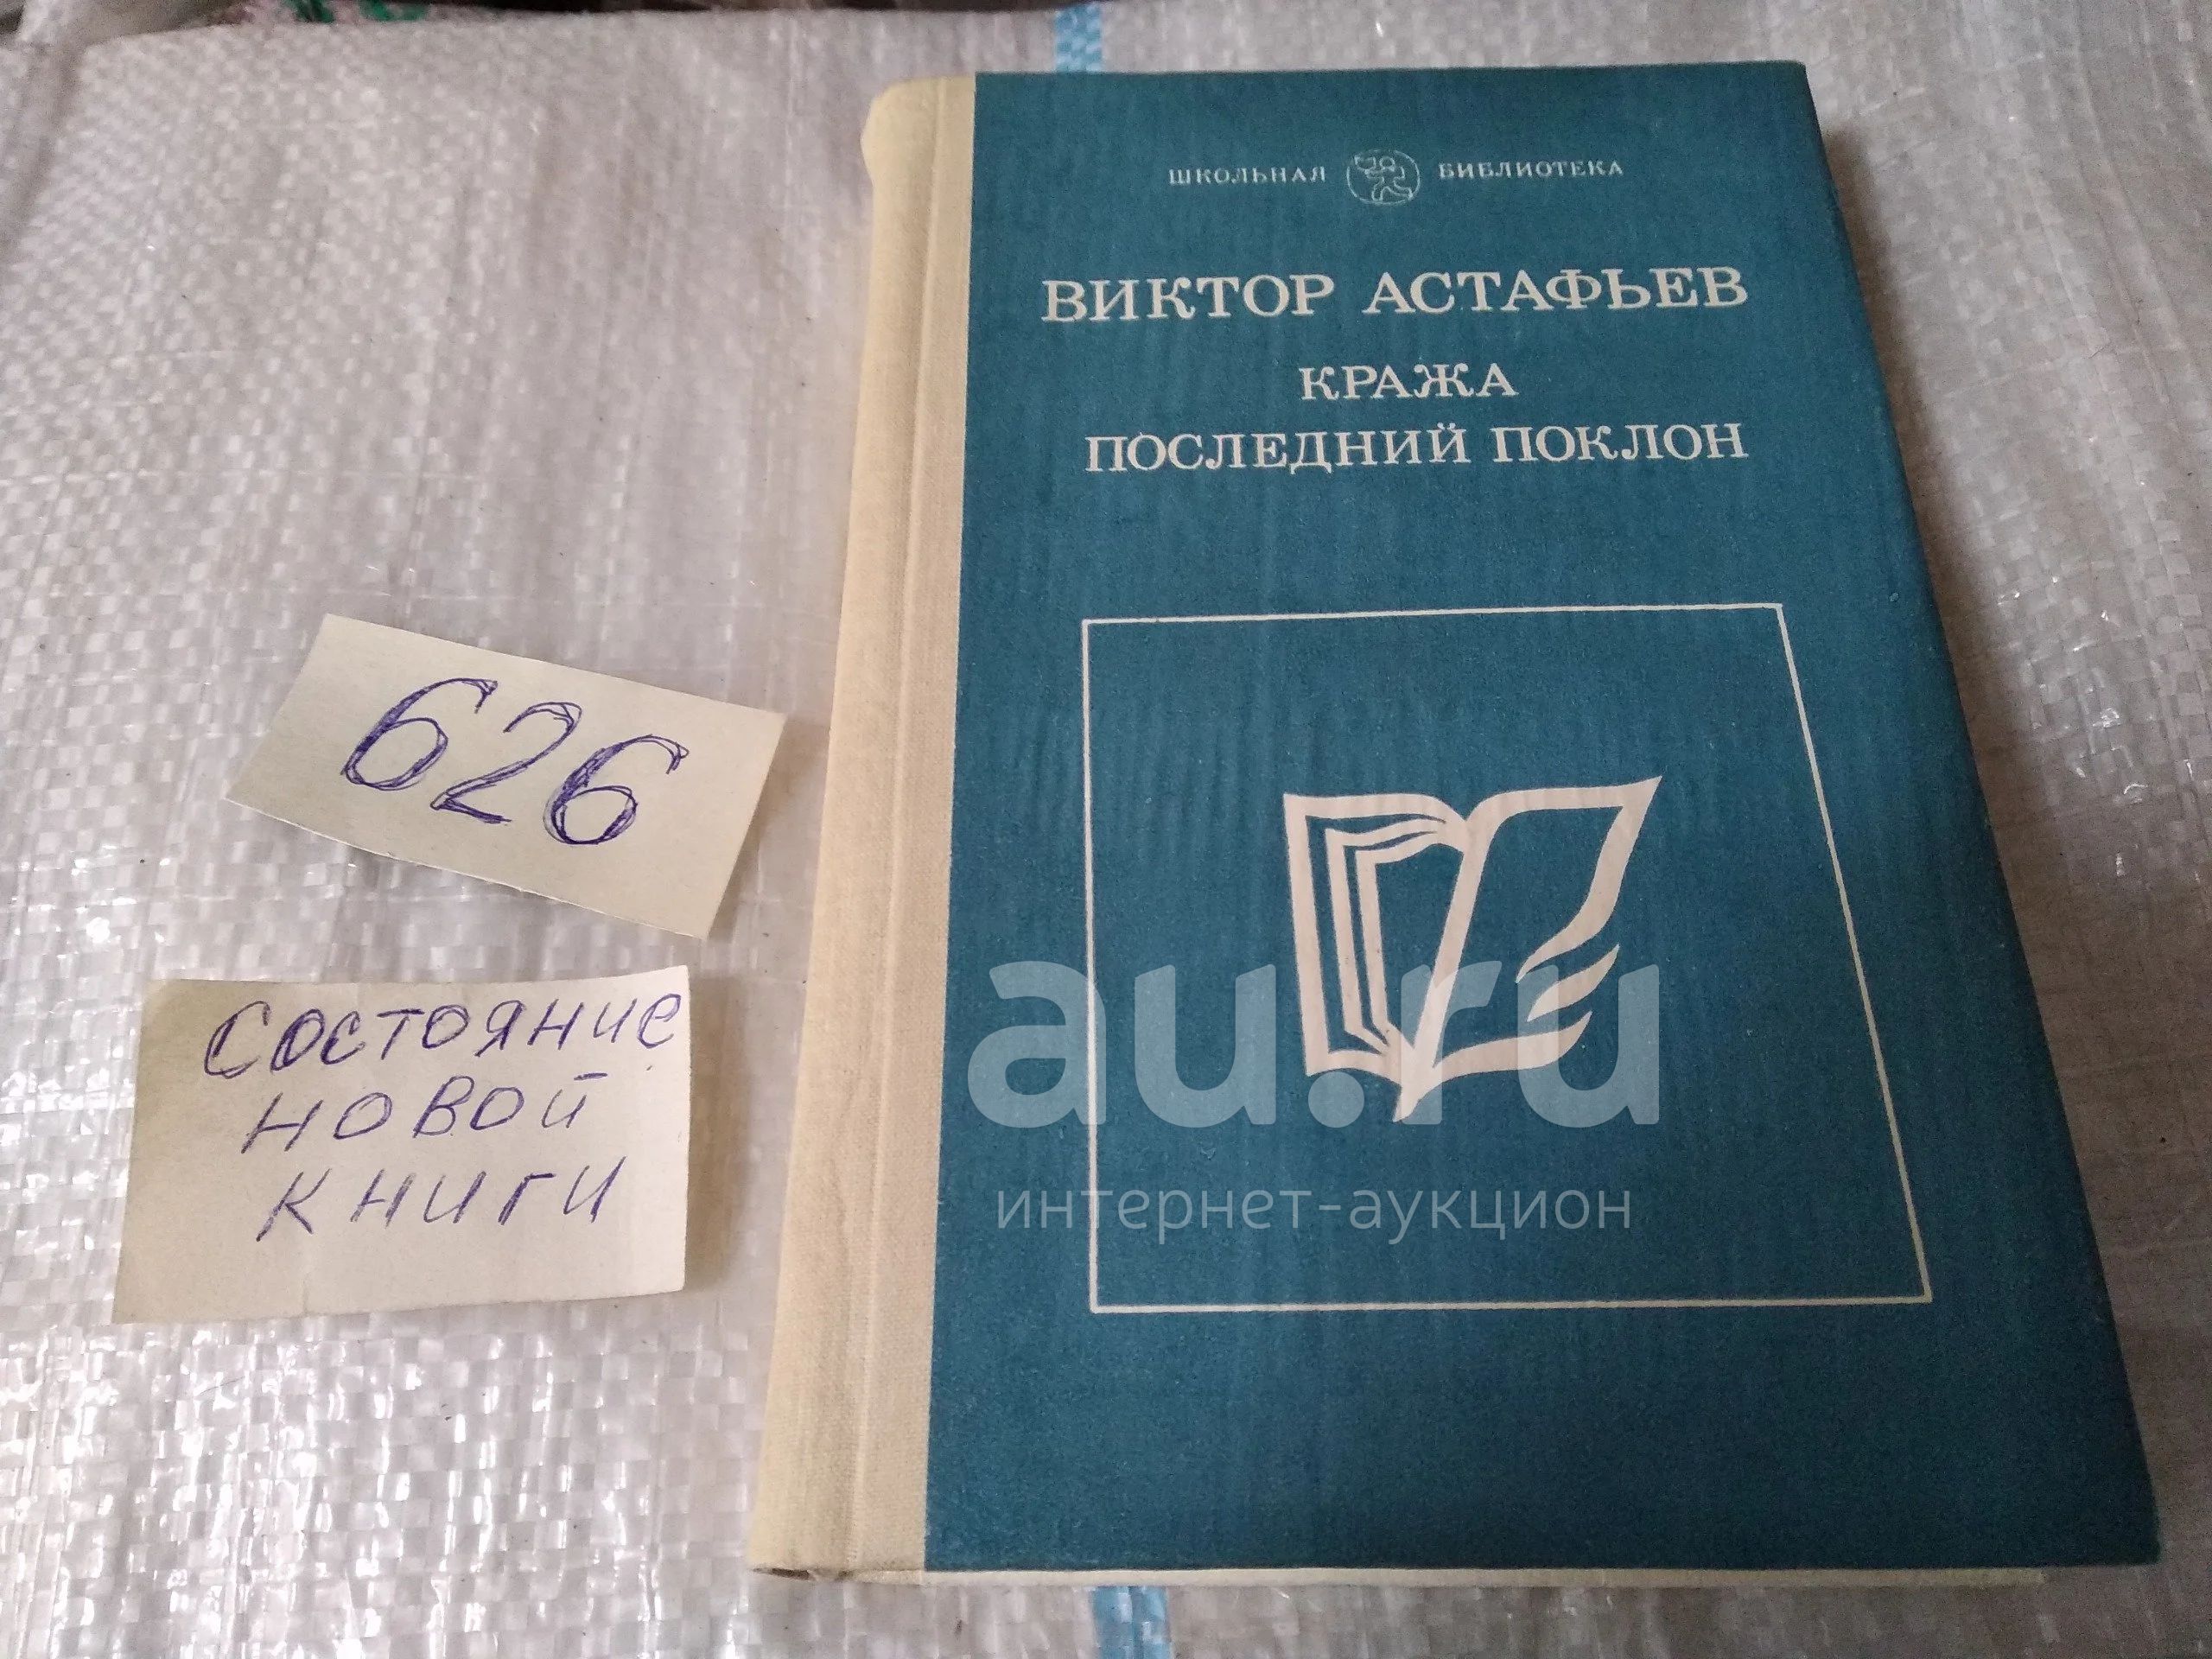 ШКОЛЬНАЯ БИБЛИОТЕКА
ВИКТОР АСТАФЬЕВ
КРАЖА
ПОСЛЕДНИЙ ПОКЛОН
626
СОСТОЯНИЕ
НОВОЙ
КНИГИ
au.ru
интернет-аукцион